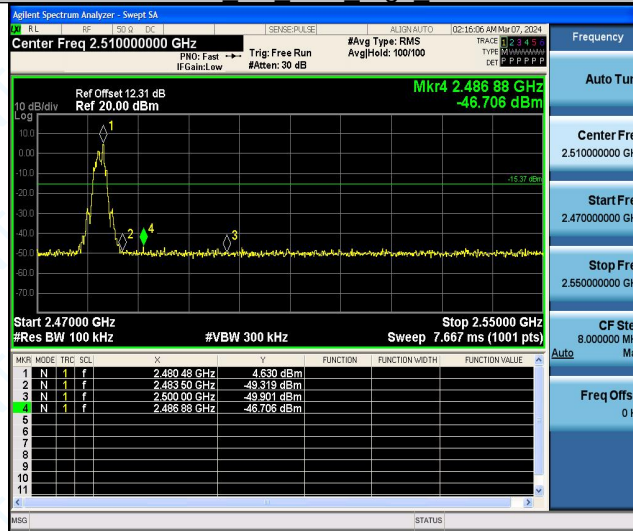 Agilent Spectrum Analyzer - Swept SA
RL RF 50 Ω DC SENSE:PULSE ALIGN AUTO 02:16:06 AM Mar 07, 2024
Center Freq 2.510000000 GHz
PNO: Fast
IFGain:Low
Trig: Free Run
#Atten: 30 dB
#Avg Type: RMS
Avg|Hold: 100/100
TRACE 1 2 3 4 5 6
TYPE M
DET P P P P P P
Ref Offset 12.31 dB
Ref 20.00 dBm
10 dB/div
Log
Mkr4 2.486 88 GHz
-46.706 dBm
10.0
0.00
-10.0
-20.0
-30.0
-40.0
-50.0
-60.0
-70.0
1
2
4
3
-15.37 dBm
Start 2.47000 GHz
Stop 2.55000 GHz
#Res BW 100 kHz
#VBW 300 kHz
Sweep 7.667 ms (1001 pts)
MKR MODE TRC SCL X Y FUNCTION FUNCTION WIDTH FUNCTION VALUE
1 N 1 f 2.480 48 GHz 4.630 dBm
2 N 1 f 2.483 50 GHz -49.319 dBm
3 N 1 f 2.500 00 GHz -49.901 dBm
4 N 1 f 2.486 88 GHz -46.706 dBm
5
6
7
8
9
10
11
MSG STATUS
Frequency
Auto Tun
Center Fre
2.510000000 GH
Start Fre
2.470000000 GH
Stop Fre
2.550000000 GH
CF Ste
8.000000 MH
Auto Ma
Freq Offs
0 H